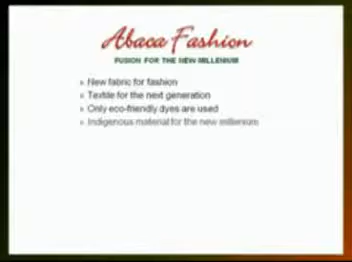 Abaca Fashion
FUSION FOR THE NEW MILLENIUM
» New fabric for fashion
» Textile for the next generation
» Only eco-friendly dyes are used
» Indigenous material for the new millenium